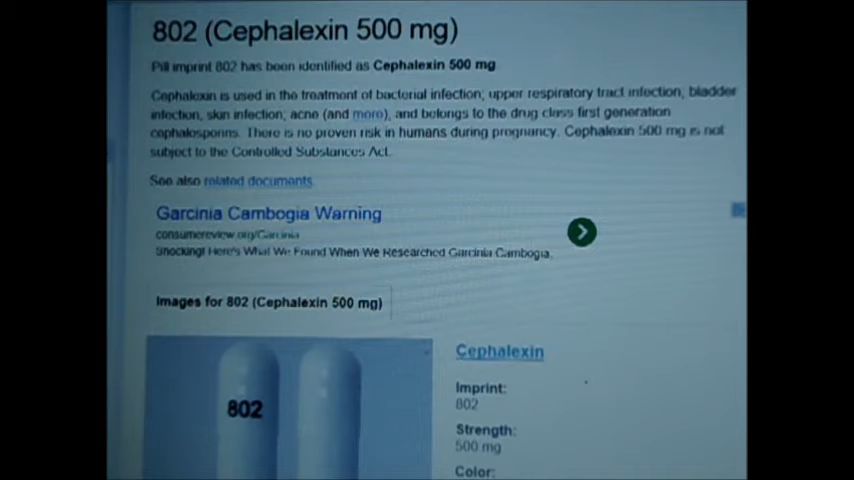 802 (Cephalexin 500 mg)
Pill imprint 802 has been identified as Cephalexin 500 mg.
Cephalexin is used in the treatment of bacterial infection; upper respiratory tract infection; bladder
infection; skin infection; acne (and more), and belongs to the drug class first generation
cephalosporins. There is no proven risk in humans during pregnancy. Cephalexin 500 mg is not
subject to the Controlled Substances Act.
See also related documents.
Garcinia Cambogia Warning
consumereview.org/Garcinia
Shocking! Here's What We Found When We Researched Garcinia Cambogia.
Images for 802 (Cephalexin 500 mg)
802
Cephalexin
Imprint:
802
Strength:
500 mg
Color: